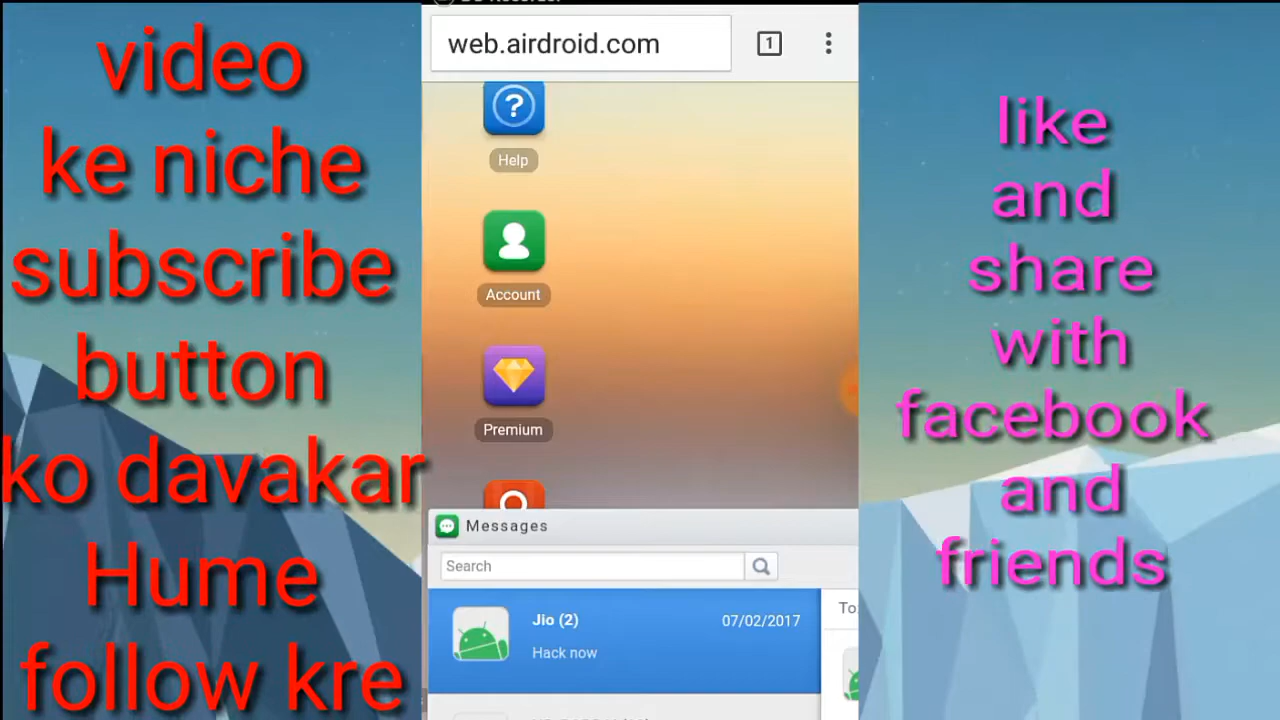 video
ke niche
subscribe
button
ko davakar
Hume
follow kre
web.airdroid.com
1
Help
Account
Premium
Messages
Search
Jio (2)
07/02/2017
Hack now
To
like
and
share
with
facebook
and
friends